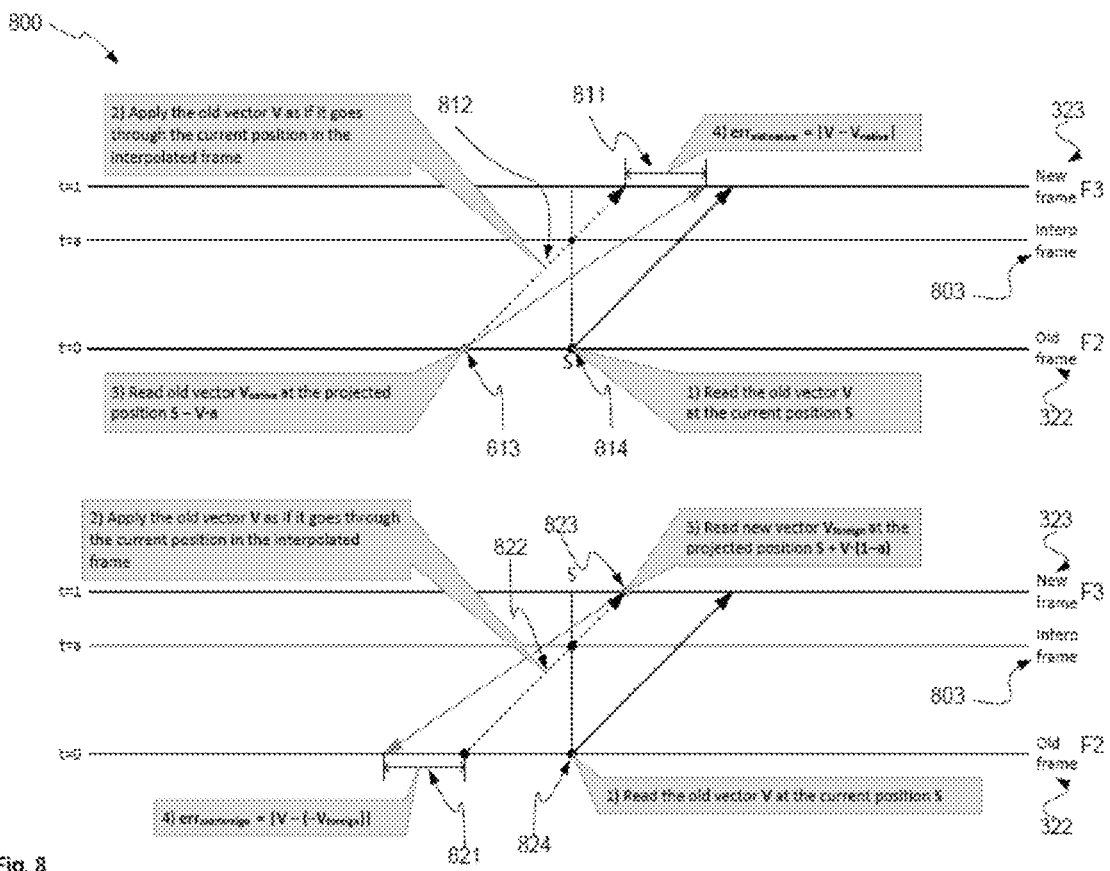 800
2) Apply the old vector V as if it goes
through the current position in the
interpolated frame
812
811
4) err = |V – V|
323
t=1
New
frame F3
t=a
Interp
frame
803
t=0
S
Old
frame F2
3) Read old vector V at the projected
position S – V·a
1) Read the old vector V
at the current position S
813
814
322
2) Apply the old vector V as if it goes through
the current position in the interpolated
frame
822
823
3) Read new vector V at the
projected position S + V·(1–a)
323
S
t=1
New
frame F3
t=a
Interp
frame
803
t=0
Old
frame F2
4) err = |V – (–V)|
1) Read the old vector V at the current position S
821
824
322
Fig. 8